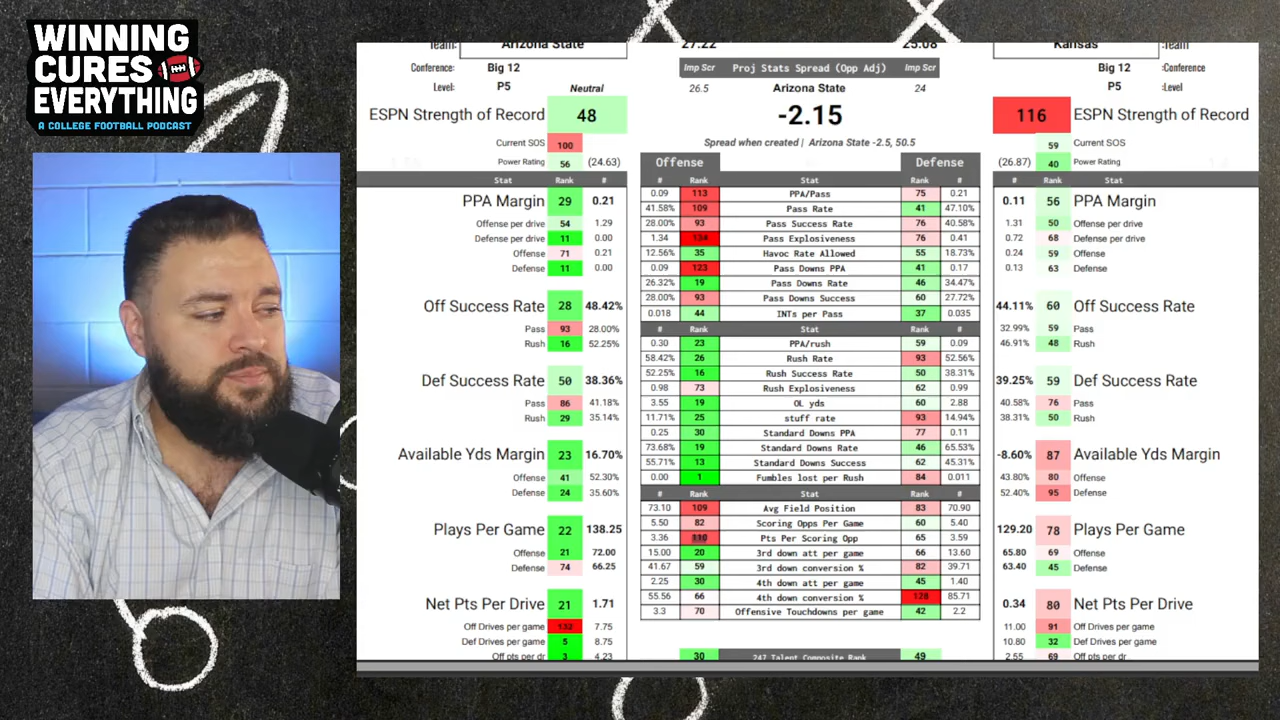 WINNING
CURES
EVERYTHING
A COLLEGE FOOTBALL PODCAST
Team: Arizona State 27.22 25.08 Kansas :Team
Conference: Big 12 Imp Scr Proj Stats Spread (Opp Adj) Imp Scr Big 12 :Conference
Level: P5 Neutral 26.5 Arizona State 24 P5 :Level
ESPN Strength of Record 48 -2.15 116 ESPN Strength of Record
Current SOS 100 Spread when created | Arizona State -2.5, 50.5 59 Current SOS
Power Rating 56 (24.63) Offense Defense (26.87) 40 Power Rating
Stat Rank # # Rank Stat Rank # # Rank Stat
PPA Margin 29 0.21 0.09 113 PPA/Pass 75 0.21 0.11 56 PPA Margin
41.58% 109 Pass Rate 41 47.10%
Offense per drive 54 1.29 28.00% 93 Pass Success Rate 76 40.58% 1.31 50 Offense per drive
Defense per drive 11 0.00 1.34 134 Pass Explosiveness 76 0.41 0.72 68 Defense per drive
Offense 71 0.21 12.56% 35 Havoc Rate Allowed 55 18.73% 0.24 59 Offense
Defense 11 0.00 0.09 123 Pass Downs PPA 41 0.17 0.13 63 Defense
26.32% 19 Pass Downs Rate 46 34.47%
Off Success Rate 28 48.42% 28.00% 93 Pass Downs Success 60 27.72% 44.11% 60 Off Success Rate
0.018 44 INTs per Pass 37 0.035
Pass 93 28.00% # Rank Stat Rank # 32.99% 59 Pass
Rush 16 52.25% 0.30 23 PPA/rush 59 0.09 46.91% 48 Rush
58.42% 26 Rush Rate 93 52.56%
Def Success Rate 50 38.36% 52.25% 16 Rush Success Rate 50 38.31% 39.25% 59 Def Success Rate
0.98 73 Rush Explosiveness 62 0.99
Pass 86 41.18% 3.55 19 OL yds 60 2.88 40.58% 76 Pass
Rush 29 35.14% 11.71% 25 stuff rate 93 14.94% 38.31% 50 Rush
0.25 30 Standard Downs PPA 77 0.11
Available Yds Margin 23 16.70% 73.68% 19 Standard Downs Rate 46 65.53% -8.60% 87 Available Yds Margin
55.71% 13 Standard Downs Success 62 45.31%
Offense 41 52.30% 0.00 1 Fumbles lost per Rush 84 0.011 43.80% 80 Offense
Defense 24 35.60% # Rank Stat Rank # 52.40% 95 Defense
73.10 109 Avg Field Position 83 70.90
Plays Per Game 22 138.25 5.50 82 Scoring Opps Per Game 60 5.40 129.20 78 Plays Per Game
3.36 110 Pts Per Scoring Opp 65 3.59
Offense 21 72.00 15.00 20 3rd down att per game 66 13.60 65.80 69 Offense
Defense 74 66.25 41.67 59 3rd down conversion % 82 39.71 63.40 45 Defense
2.25 30 4th down att per game 45 1.40
Net Pts Per Drive 21 1.71 55.56 66 4th down conversion % 128 85.71 0.34 80 Net Pts Per Drive
3.3 70 Offensive Touchdowns per game 42 2.2
Off Drives per game 133 7.75 11.00 91 Off Drives per game
Def Drives per game 5 8.75 10.80 32 Def Drives per game
Off pts per dr 3 4.23 30 247 Talent Composite Rank 49 2.55 69 Off pts per dr